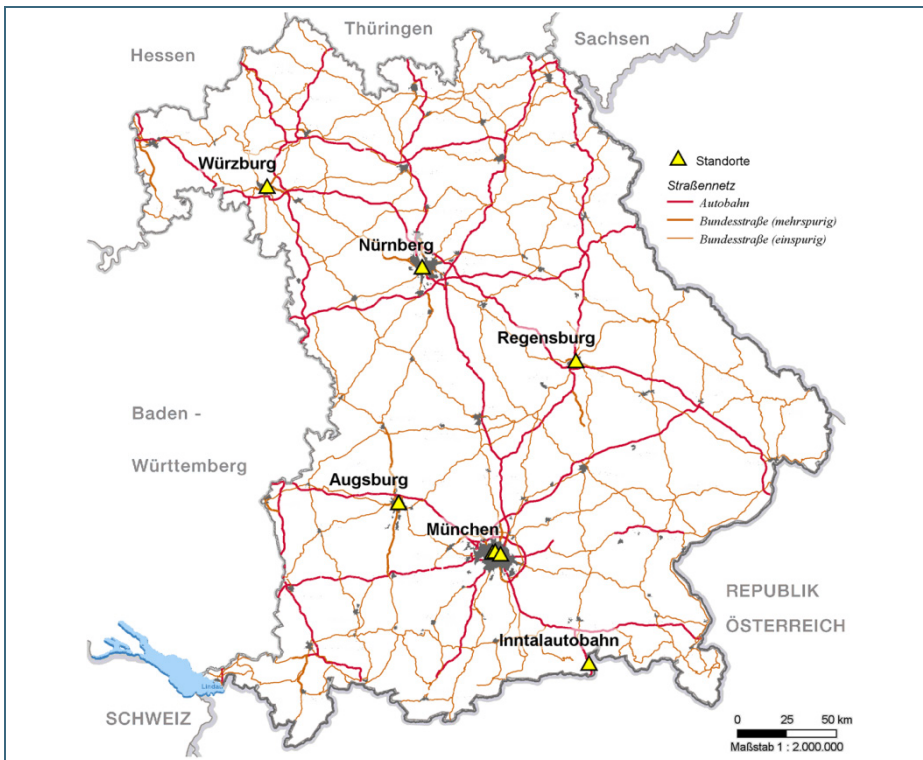 Thüringen
Hessen
Sachsen
Standorte
Straßennetz
Autobahn
Bundesstraße (mehrspurig)
Bundesstraße (einspurig)
Würzburg
Nürnberg
Regensburg
Baden -
Württemberg
Augsburg
München
REPUBLIK
ÖSTERREICH
Inntalautobahn
Lindau
SCHWEIZ
0 25 50 km
Maßstab 1 : 2.000.000